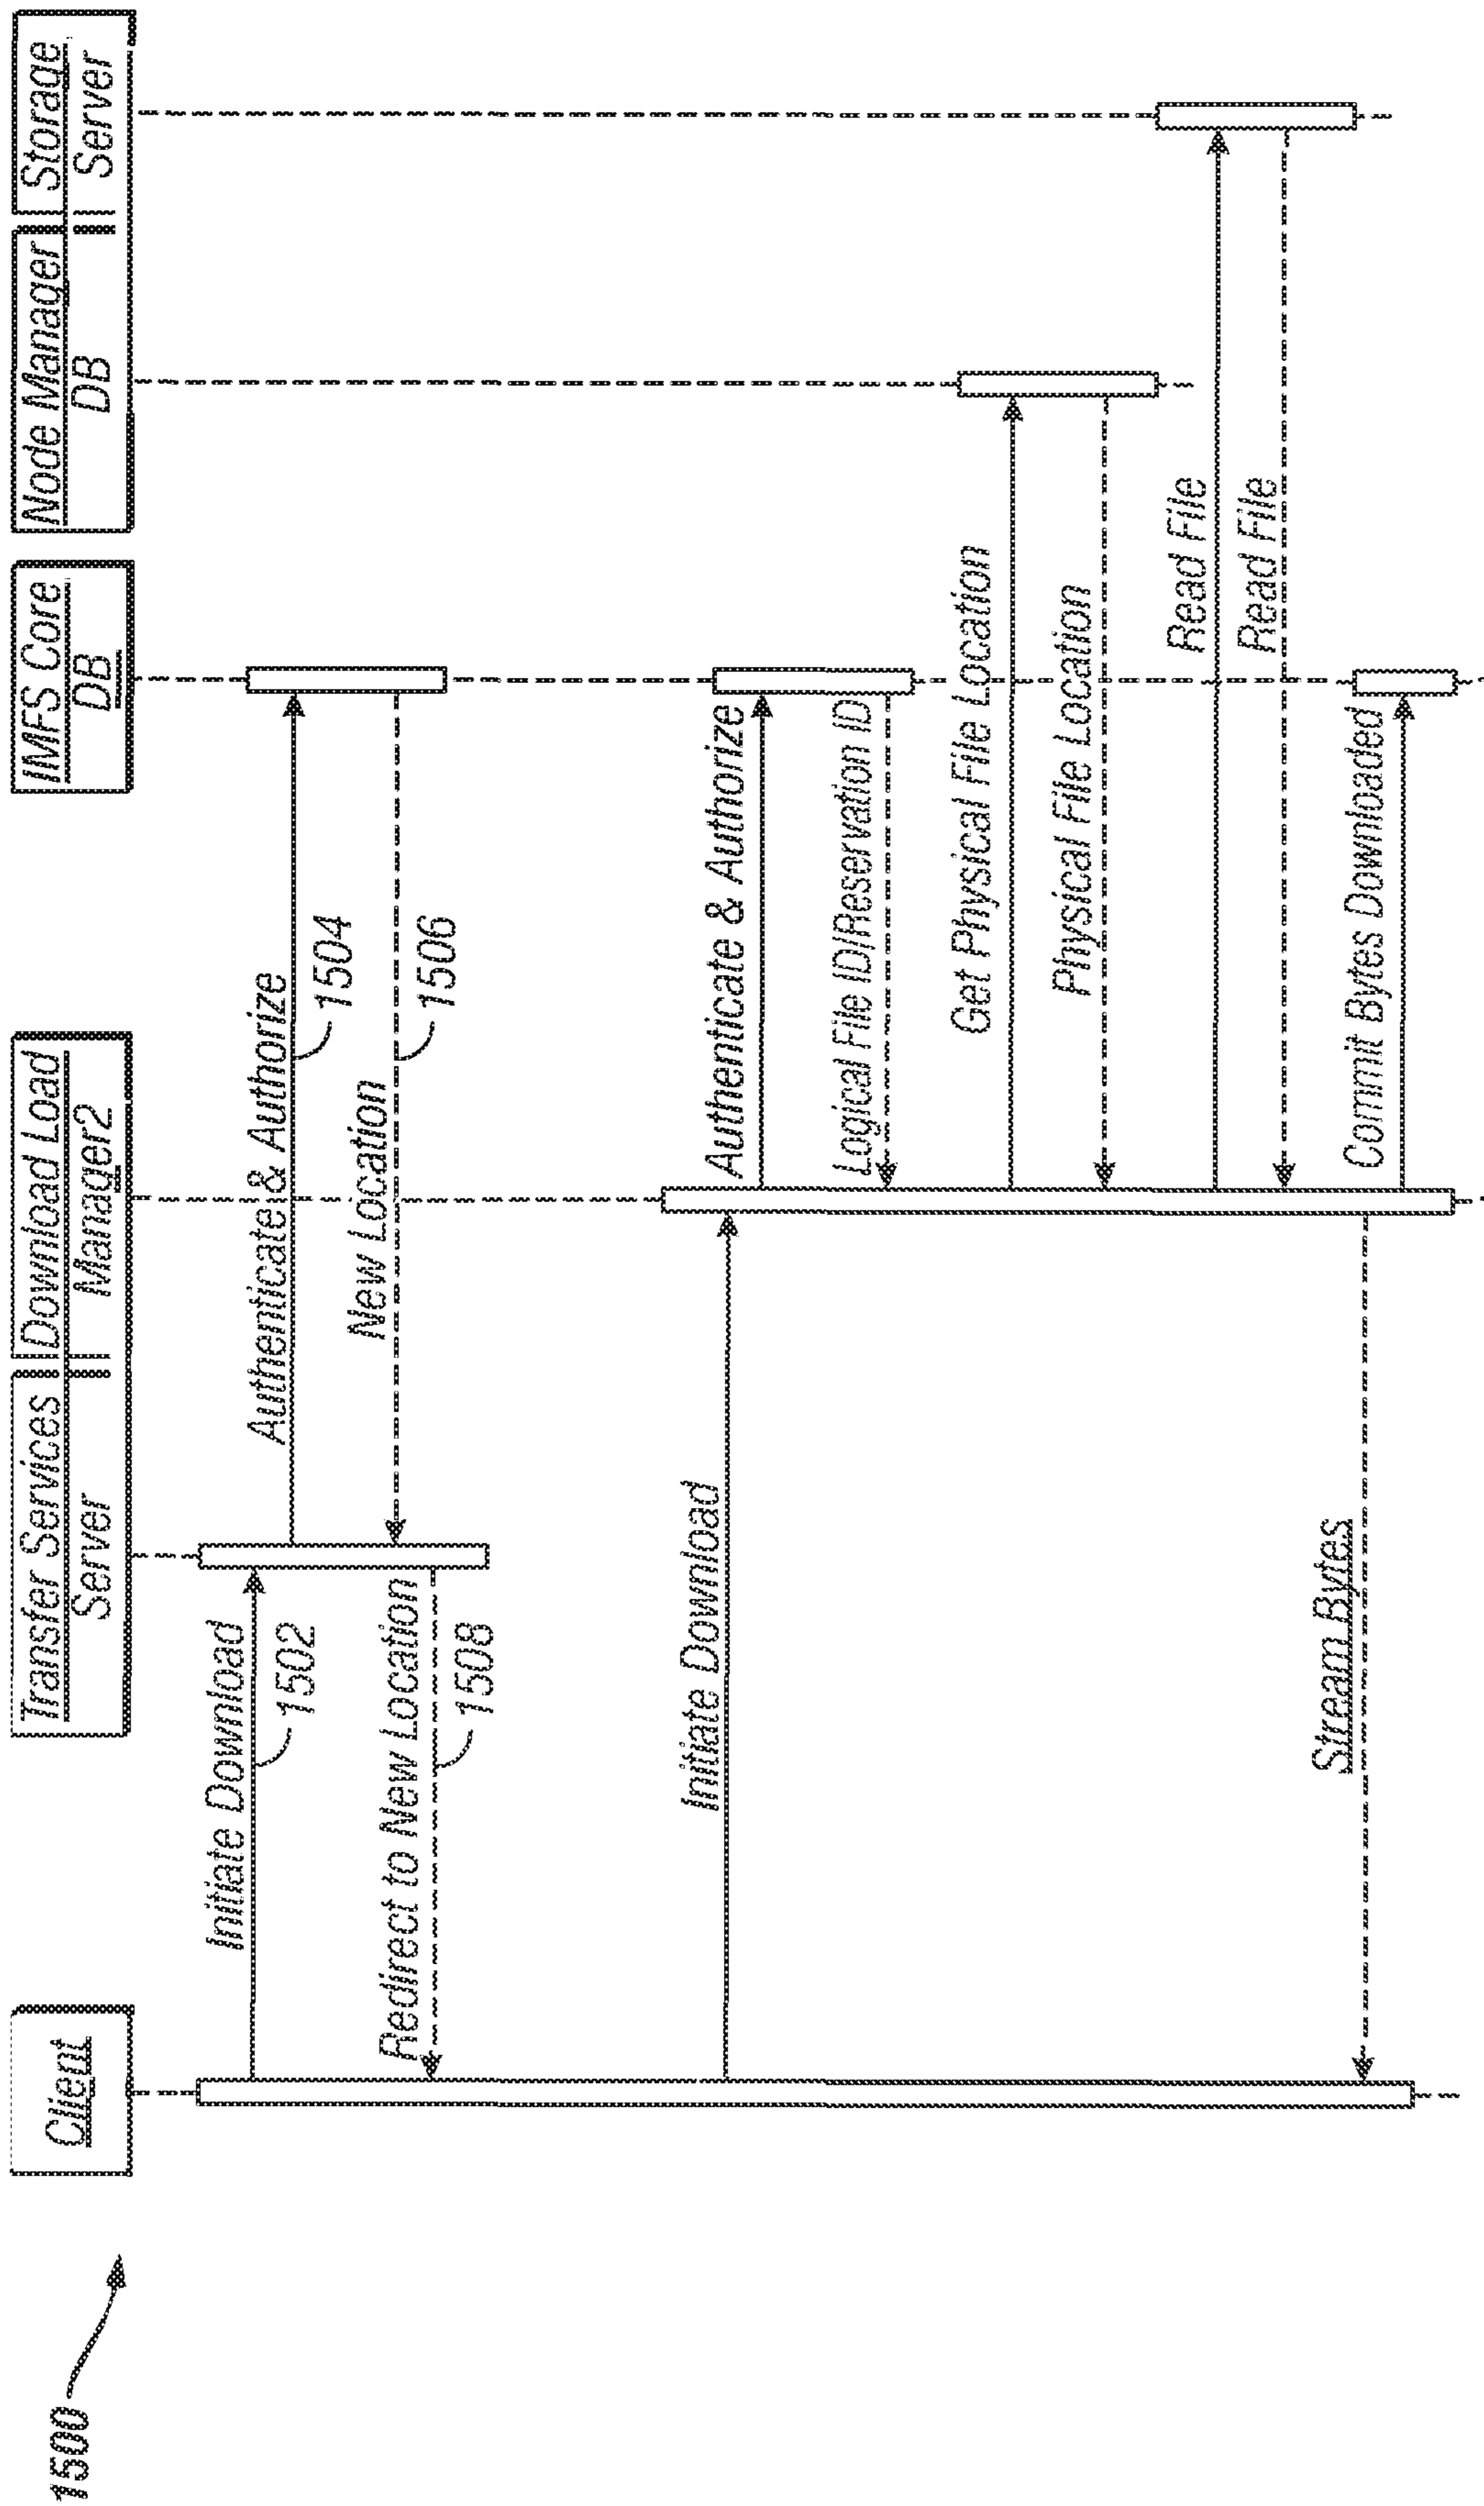 1500
Client
Transfer Services
Server
Download Load
Manager2
IMFS Core
DB
Node Manager
DB
Storage
Server
Initiate Download
1502
Authenticate & Authorize
1504
New Location
1506
Redirect to New Location
1508
Initiate Download
Authenticate & Authorize
Logical File ID/Reservation ID
Get Physical File Location
Physical File Location
Read File
Read File
Stream Bytes
Commit Bytes Downloaded